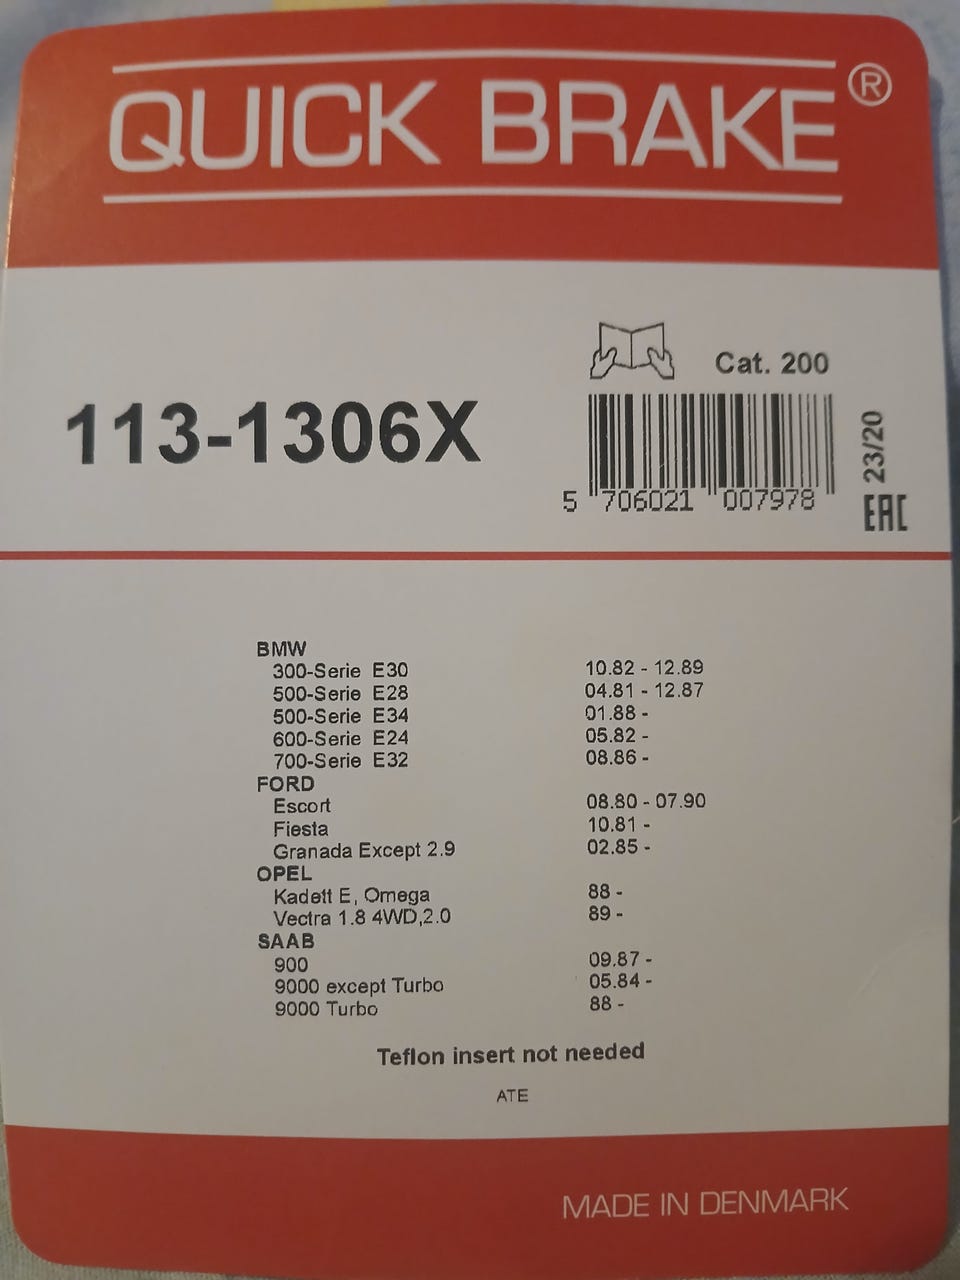 QUICK BRAKE®
Cat. 200
113-1306X
5 706021 007978
23/20
EAC
BMW
300-Serie E30 10.82 - 12.89
500-Serie E28 04.81 - 12.87
500-Serie E34 01.88 -
600-Serie E24 05.82 -
700-Serie E32 08.86 -
FORD
Escort 08.80 - 07.90
Fiesta 10.81 -
Granada Except 2.9 02.85 -
OPEL
Kadett E, Omega 88 -
Vectra 1.8 4WD,2.0 89 -
SAAB
900 09.87 -
9000 except Turbo 05.84 -
9000 Turbo 88 -
Teflon insert not needed
ATE
MADE IN DENMARK